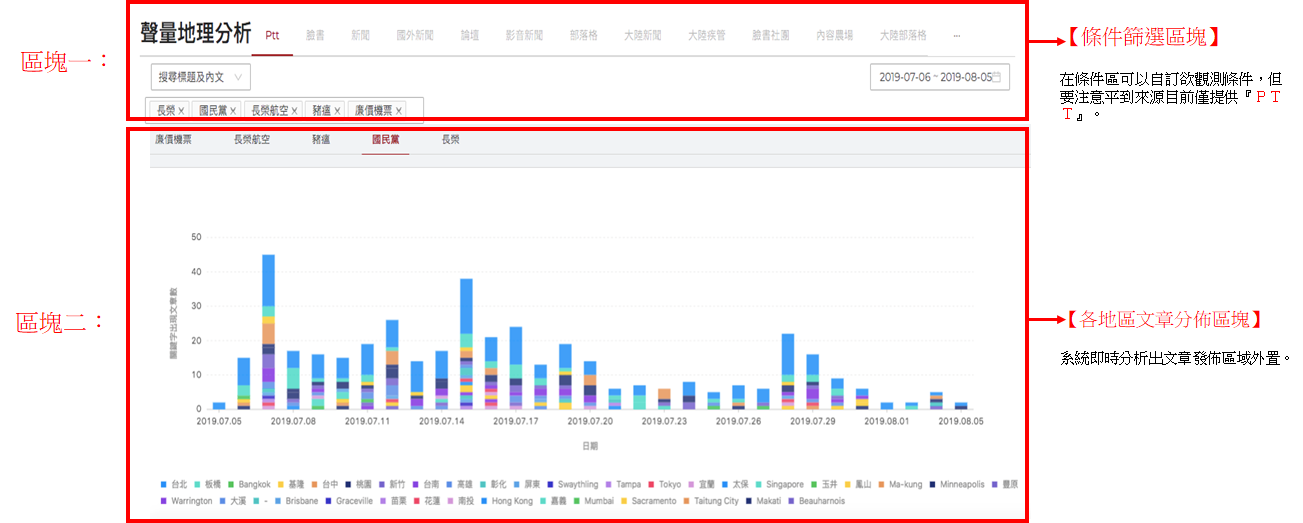 區塊一：
聲量地理分析 Ptt 臉書 新聞 國外新聞 論壇 影音新聞 部落格 大陸新聞 大陸疾管 臉書社團 內容農場 大陸部落格 ...
搜尋標題及內文 2019-07-06 ~ 2019-08-05
長榮 × 國民黨 × 長榮航空 × 豬瘟 × 廉價機票 ×
【條件篩選區塊】
在條件區可以自訂欲觀測條件，但
要注意平到來源目前僅提供『ＰＴ
Ｔ』。
區塊二：
廉價機票 長榮航空 豬瘟 國民黨 長榮
關鍵字出現文章數
50
40
30
20
10
0
2019.07.05 2019.07.08 2019.07.11 2019.07.14 2019.07.17 2019.07.20 2019.07.23 2019.07.26 2019.07.29 2019.08.01 2019.08.05
日期
台北 板橋 Bangkok 基隆 台中 桃園 新竹 台南 高雄 彰化 屏東 Swaythling Tampa Tokyo 宜蘭 太保 Singapore 玉井 鳳山 Ma-kung Minneapolis 豐原
Warrington 大溪 - Brisbane Graceville 苗栗 花蓮 南投 Hong Kong 嘉義 Mumbai Sacramento Taitung City Makati Beauharnois
【各地區文章分佈區塊】
系統即時分析出文章發佈區域外置。